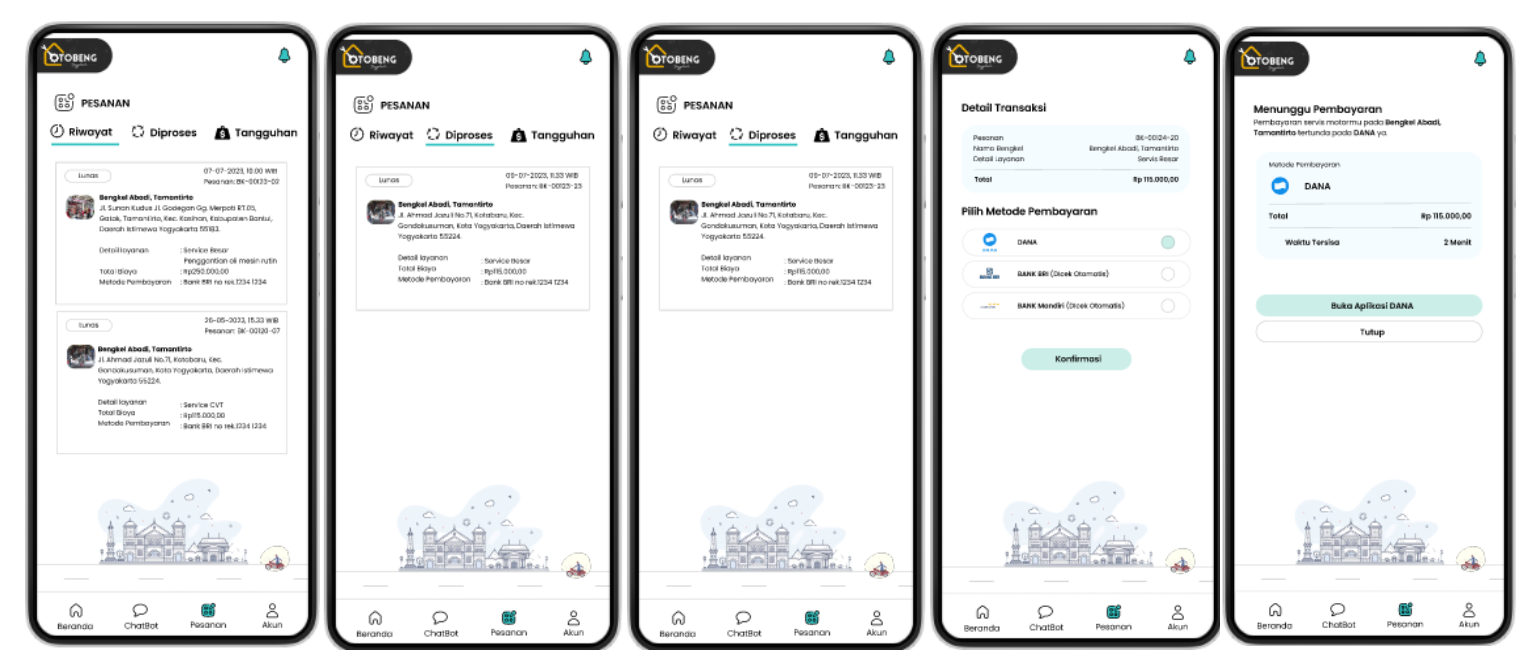 OTOBENG
PESANAN
Riwayat Diproses Tangguhan
Lunas
07-07-2023, 10.00 WIB
Pesanan: BK-00123-02
Bengkel Abadi, Tamantirto
Jl. Sunan Kudus Jl. Godegan Gg. Merpati RT.05,
Gatak, Tamantirto, Kec. Kasihan, Kabupaten Bantul,
Daerah Istimewa Yogyakarta 55183.
Detail layanan : Service Besar
Penggantian oli mesin rutin
Total Biaya : Rp250.000,00
Metode Pembayaran : Bank BRI no rek.1234 1234
Lunas
26-05-2023, 15.33 WIB
Pesanan: BK-00120-07
Bengkel Abadi, Tamantirto
Jl. Ahmad Jazuli No.71, Kotabaru, Kec.
Gondokusuman, Kota Yogyakarta, Daerah Istimewa
Yogyakarta 55224.
Detail layanan : Service CVT
Total Biaya : Rp115.000,00
Metode Pembayaran : Bank BRI no rek.1234 1234
Beranda ChatBot Pesanan Akun
OTOBENG
PESANAN
Riwayat Diproses Tangguhan
Lunas
09-07-2023, 11.33 WIB
Pesanan: BK-00123-23
Bengkel Abadi, Tamantirto
Jl. Ahmad Jazuli No.71, Kotabaru, Kec.
Gondokusuman, Kota Yogyakarta, Daerah Istimewa
Yogyakarta 55224.
Detail layanan : Service Besar
Total Biaya : Rp115.000,00
Metode Pembayaran : Bank BRI no rek.1234 1234
Beranda ChatBot Pesanan Akun
OTOBENG
PESANAN
Riwayat Diproses Tangguhan
Lunas
09-07-2023, 11.33 WIB
Pesanan: BK-00123-23
Bengkel Abadi, Tamantirto
Jl. Ahmad Jazuli No.71, Kotabaru, Kec.
Gondokusuman, Kota Yogyakarta, Daerah Istimewa
Yogyakarta 55224.
Detail layanan : Service Besar
Total Biaya : Rp115.000,00
Metode Pembayaran : Bank BRI no rek.1234 1234
Beranda ChatBot Pesanan Akun
OTOBENG
Detail Transaksi
Pesanan BK-00124-20
Nama Bengkel Bengkel Abadi, Tamantirto
Detail Layanan Servis Besar
Total Rp 115.000,00
Pilih Metode Pembayaran
DANA DANA
BANK BRI (Dicek Otomatis)
BANK Mandiri (Dicek Otomatis)
Konfirmasi
Beranda ChatBot Pesanan Akun
OTOBENG
Menunggu Pembayaran
Pembayaran servis motormu pada Bengkel Abadi,
Tamantirto tertunda pada DANA ya.
Metode Pembayaran
DANA
Total Rp 115.000,00
Waktu Tersisa 2 Menit
Buka Aplikasi DANA
Tutup
Beranda ChatBot Pesanan Akun